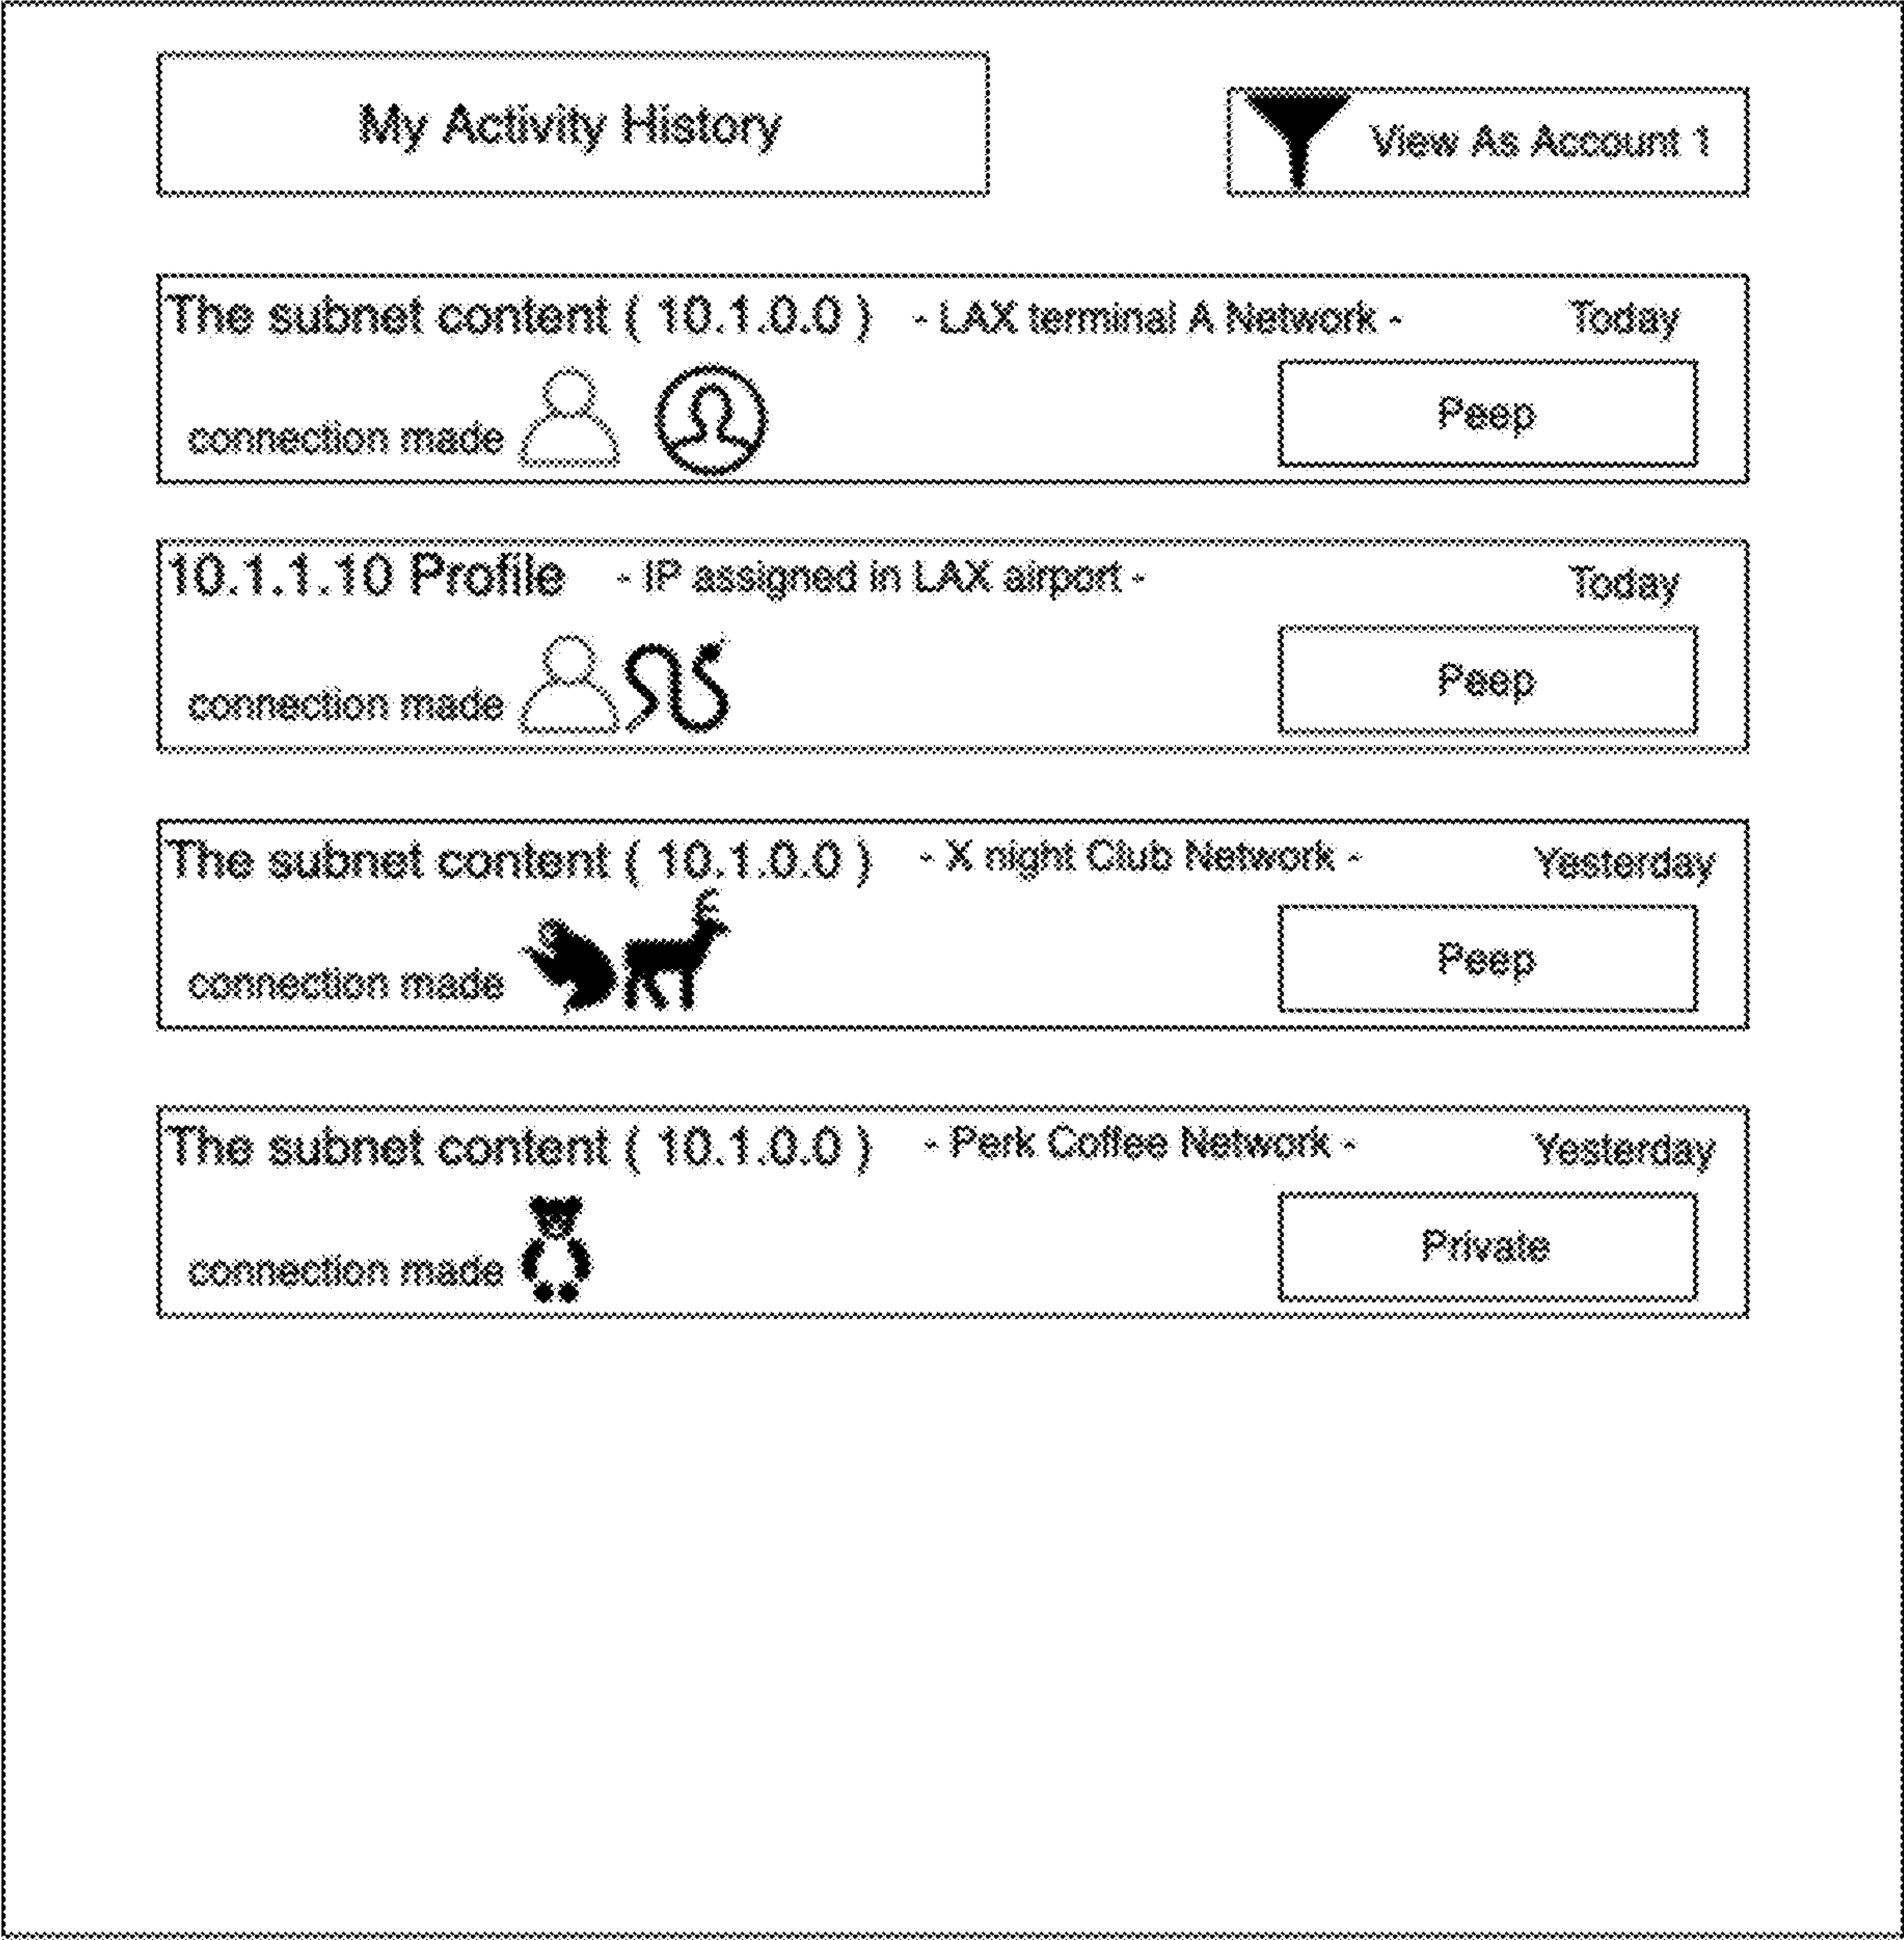 My Activity History
View As Account 1
The subnet content ( 10.1.0.0 ) - LAX terminal A Network - Today
connection made Peep
10.1.1.10 Profile - IP assigned in LAX airport - Today
connection made Peep
The subnet content ( 10.1.0.0 ) - X night Club Network - Yesterday
connection made Peep
The subnet content ( 10.1.0.0 ) - Perk Coffee Network - Yesterday
connection made Private